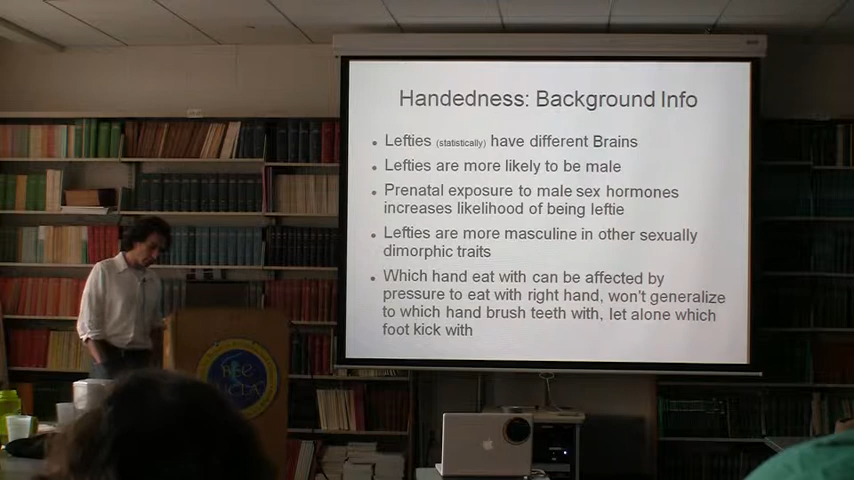 Handedness: Background Info
• Lefties (statistically) have different Brains
• Lefties are more likely to be male
• Prenatal exposure to male sex hormones
increases likelihood of being leftie
• Lefties are more masculine in other sexually
dimorphic traits
• Which hand eat with can be affected by
pressure to eat with right hand, won't generalize
to which hand brush teeth with, let alone which
foot kick with
UCLA